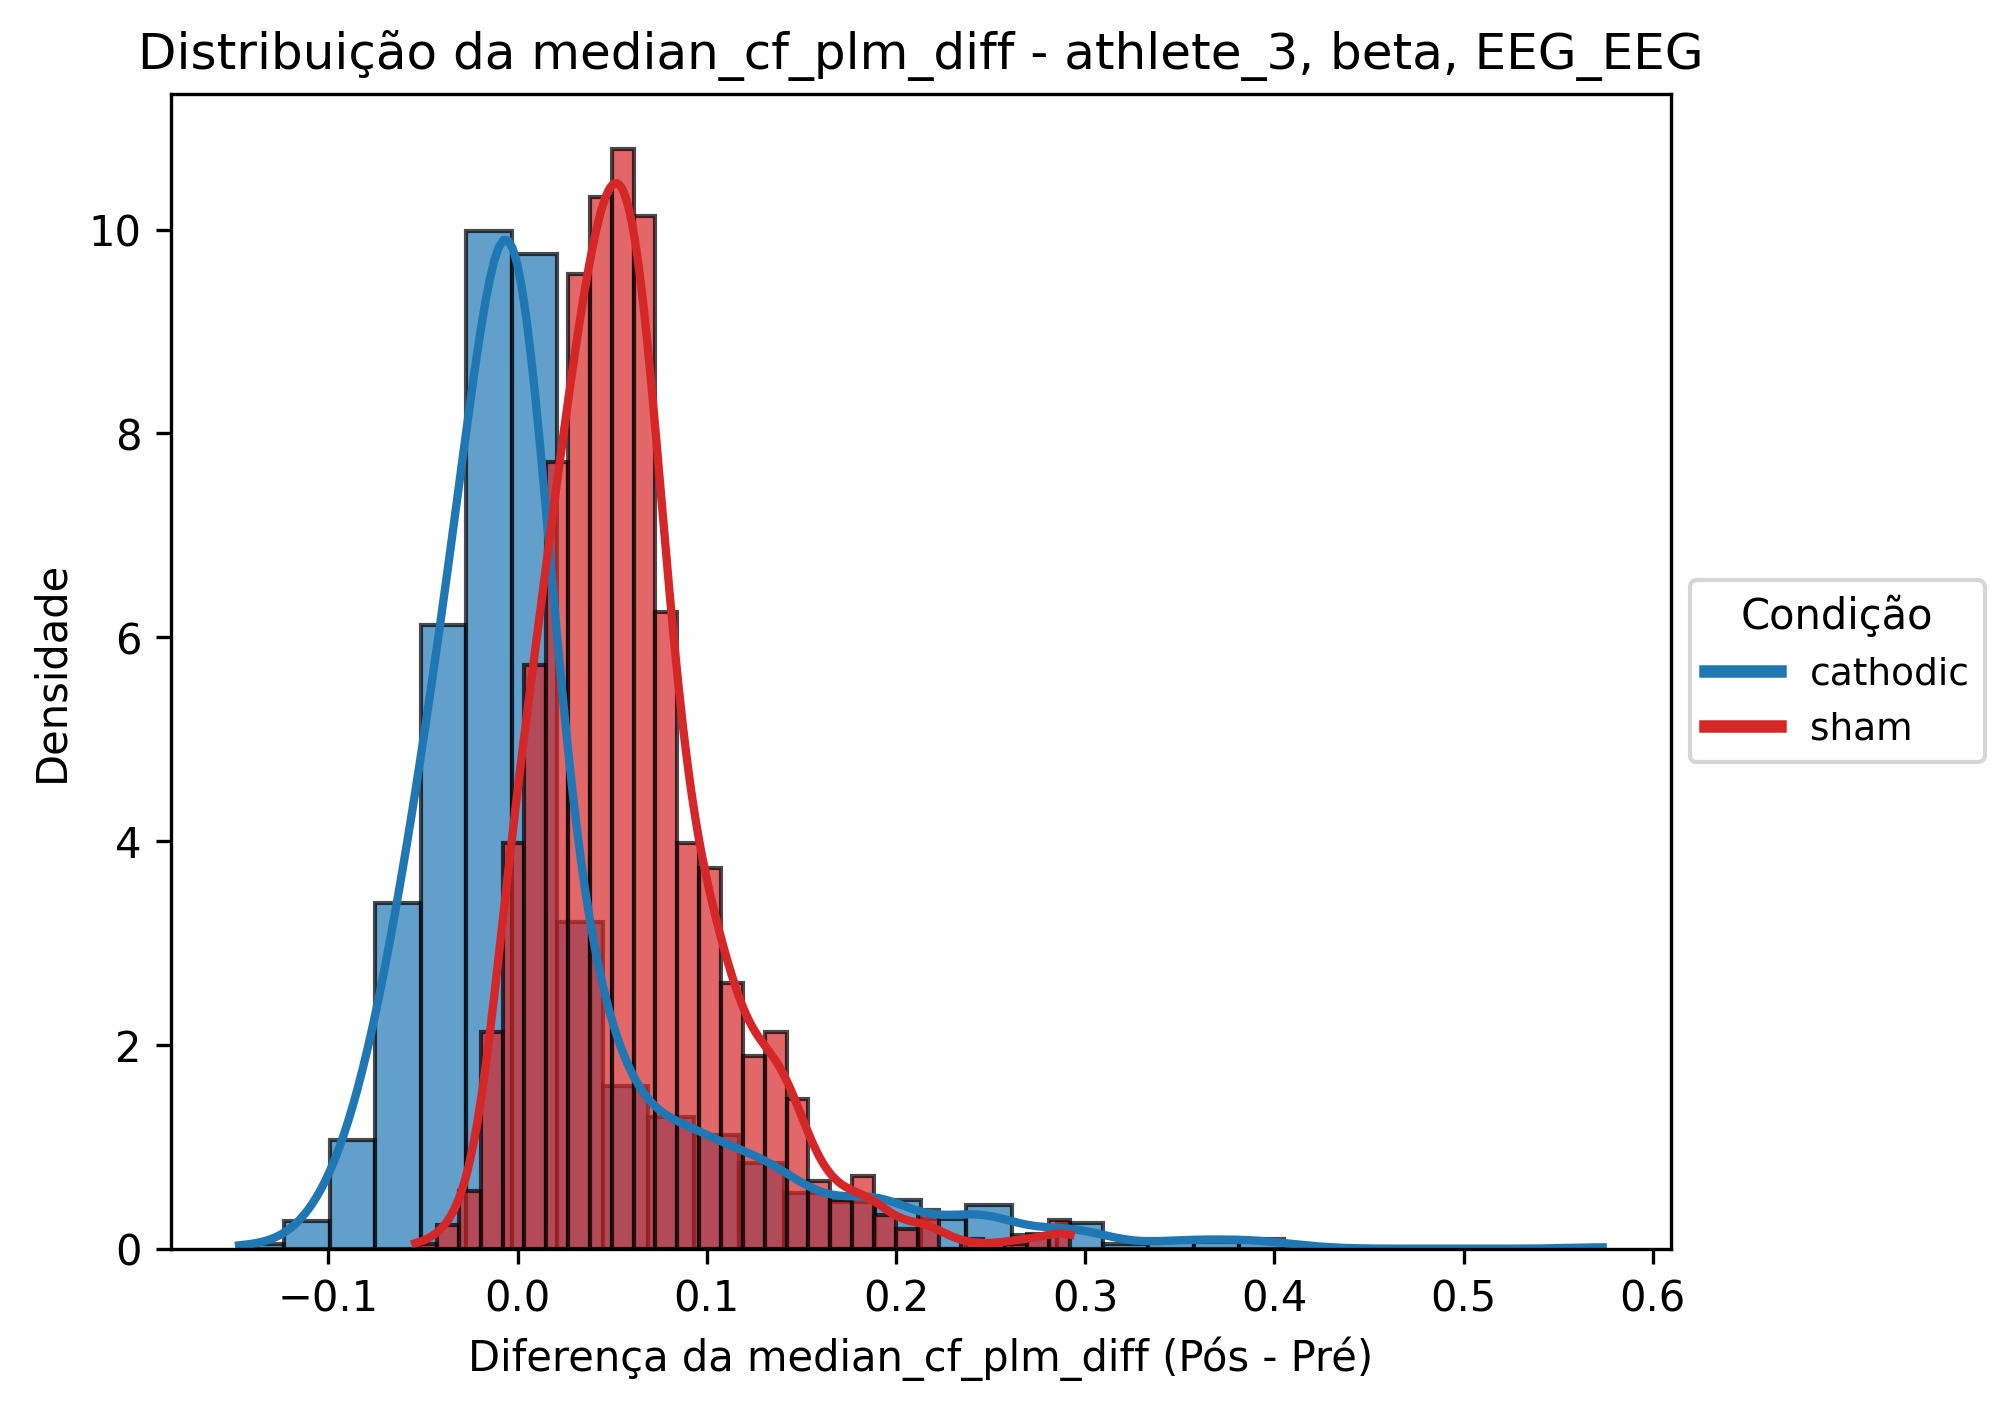 Distribuição da median_cf_plm_diff - athlete_3, beta, EEG_EEG
Densidade
10
8
6
4
2
0
−0.1 0.0 0.1 0.2 0.3 0.4 0.5 0.6
Diferença da median_cf_plm_diff (Pós - Pré)
Condição
cathodic
sham